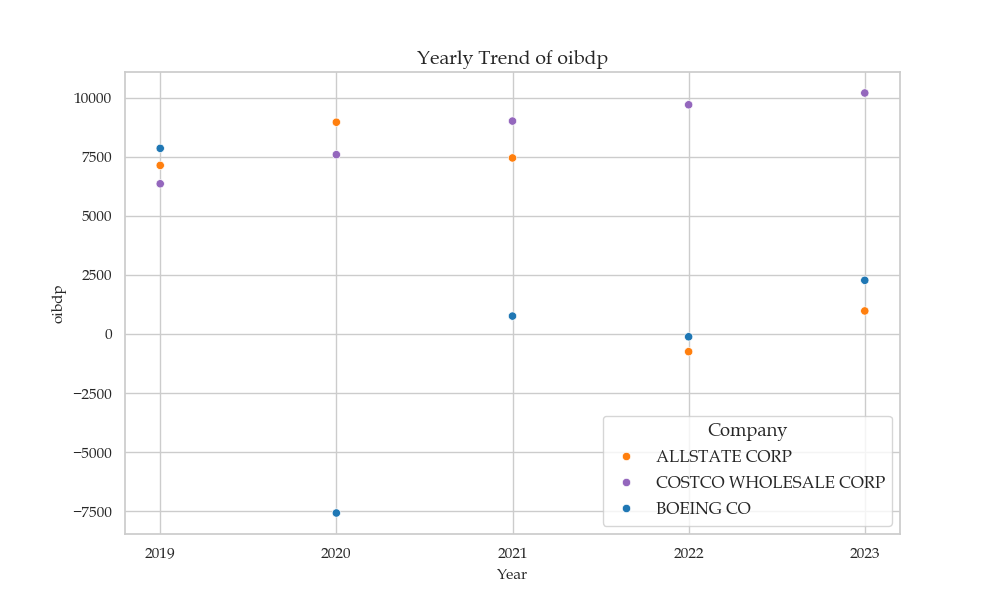 Yearly Trend of oibdp
10000
7500
5000
2500
0
−2500
−5000
−7500
oibdp
2019 2020 2021 2022 2023
Year
Company
ALLSTATE CORP
COSTCO WHOLESALE CORP
BOEING CO